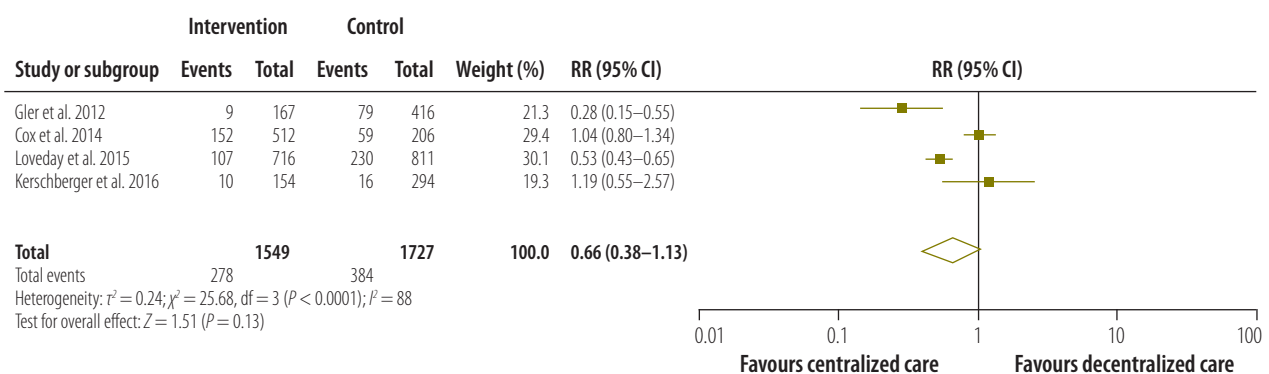 Intervention Control
Study or subgroup Events Total Events Total Weight (%) RR (95% CI) RR (95% CI)
Gler et al. 2012 9 167 79 416 21.3 0.28 (0.15–0.55)
Cox et al. 2014 152 512 59 206 29.4 1.04 (0.80–1.34)
Loveday et al. 2015 107 716 230 811 30.1 0.53 (0.43–0.65)
Kerschberger et al. 2016 10 154 16 294 19.3 1.19 (0.55–2.57)
Total 1549 1727 100.0 0.66 (0.38–1.13)
Total events 278 384
Heterogeneity: τ² = 0.24; χ² = 25.68, df = 3 (P < 0.0001); I² = 88
Test for overall effect: Z = 1.51 (P = 0.13)
0.01 0.1 1 10 100
Favours centralized care Favours decentralized care